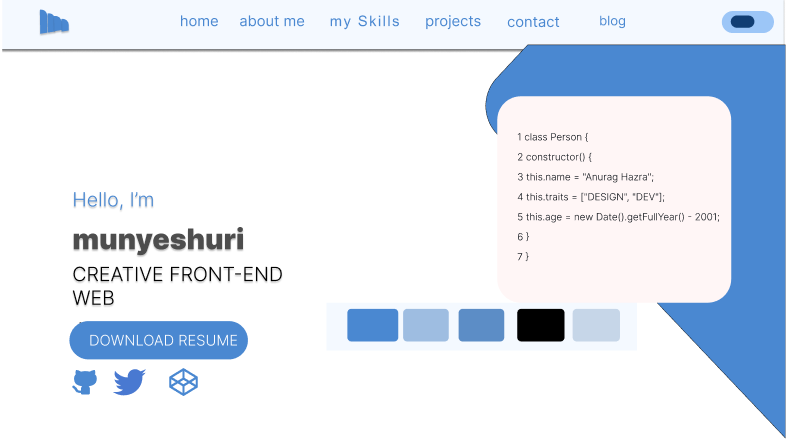 home about me my Skills projects contact blog
1 class Person {
2 constructor() {
3 this.name = "Anurag Hazra";
4 this.traits = ["DESIGN", "DEV"];
5 this.age = new Date().getFullYear() - 2001;
6 }
7 }
Hello, I'm
munyeshuri
CREATIVE FRONT-END
WEB
DOWNLOAD RESUME